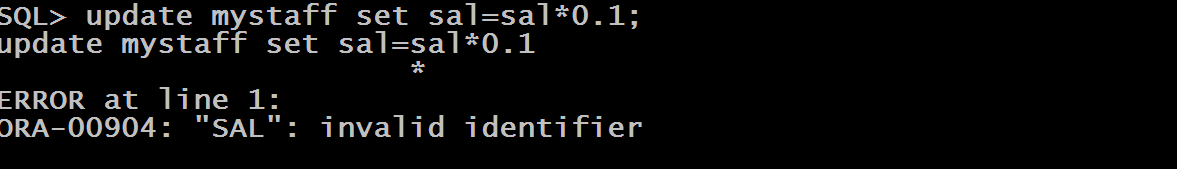 SQL> update mystaff set sal=sal*0.1;
update mystaff set sal=sal*0.1
*
ERROR at line 1:
ORA-00904: "SAL": invalid identifier